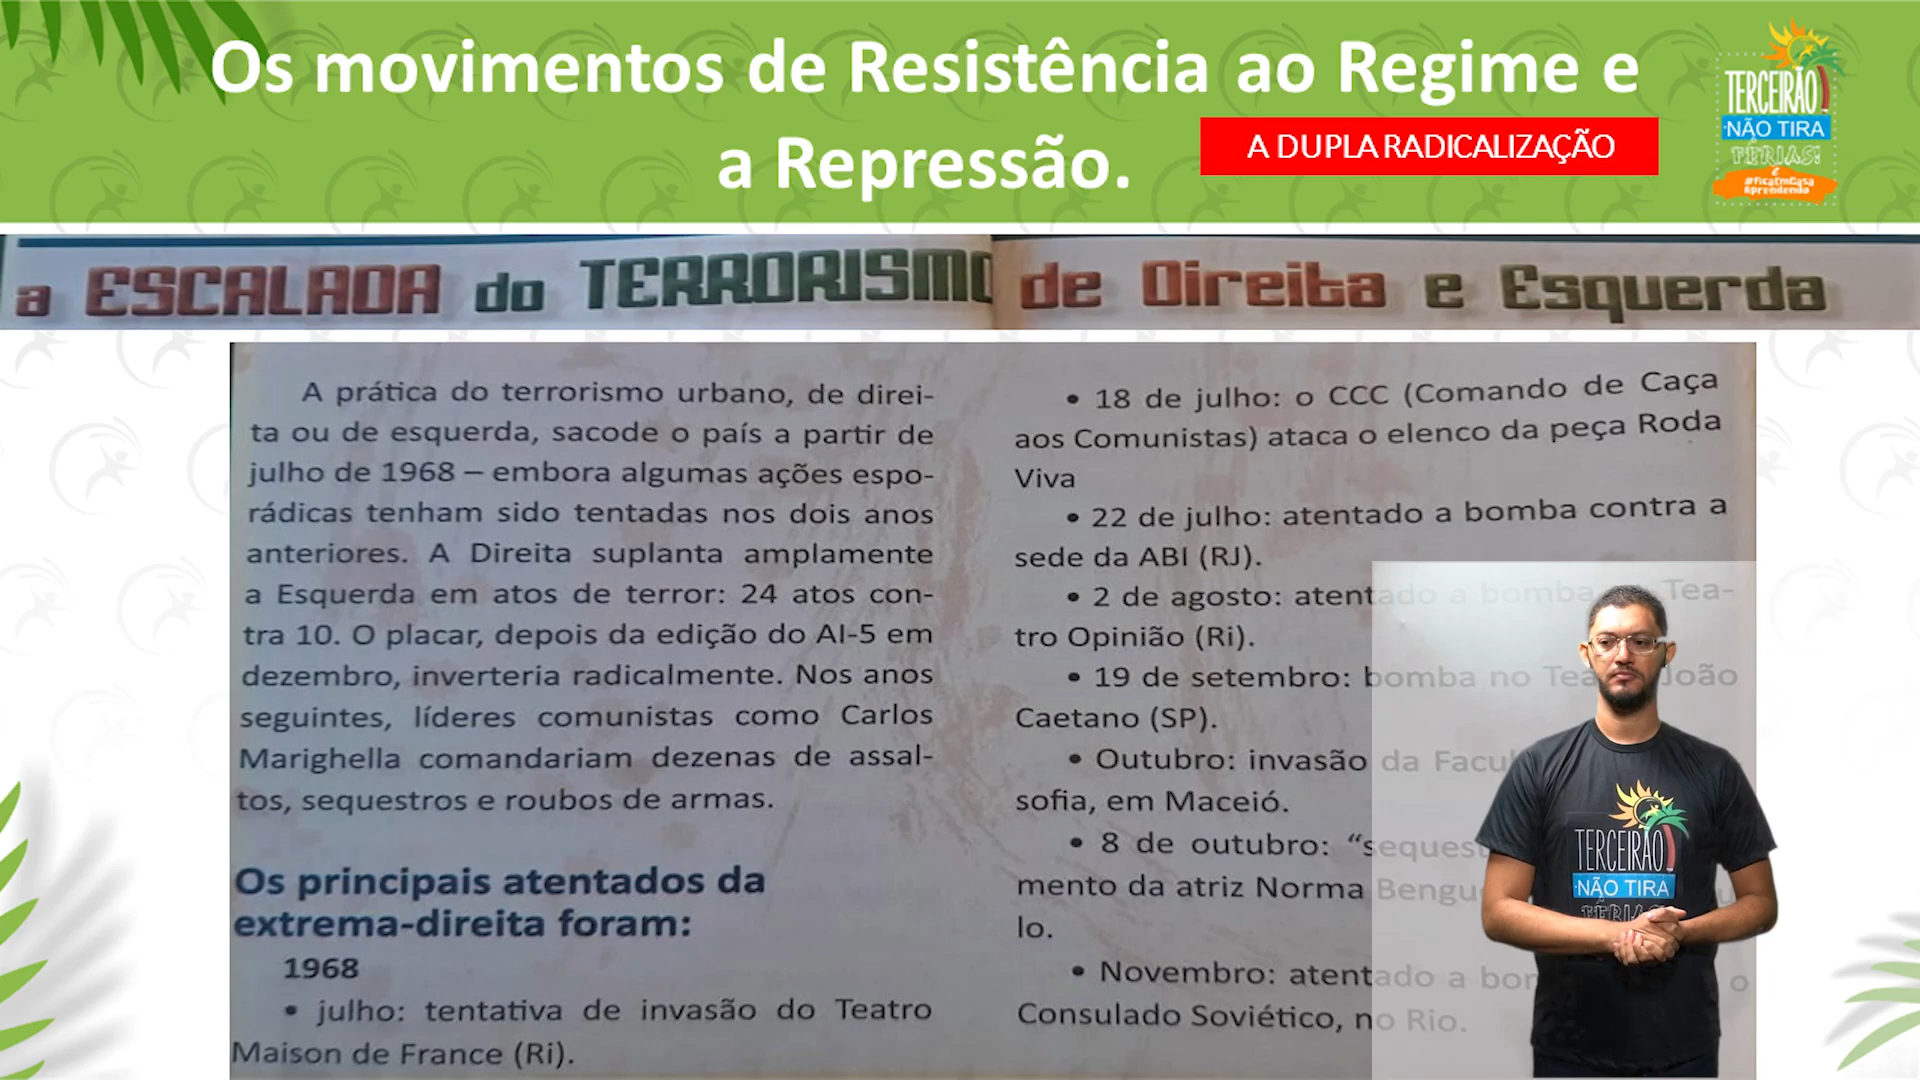 Os movimentos de Resistência ao Regime e
a Repressão.
A DUPLA RADICALIZAÇÃO
TERCEIRÃO
NÃO TIRA
FÉRIAS!
E
#FicaEmCasa
Aprendendo
a ESCALADA do TERRORISMO de Direita e Esquerda
A prática do terrorismo urbano, de direi-
ta ou de esquerda, sacode o país a partir de
julho de 1968 – embora algumas ações espo-
rádicas tenham sido tentadas nos dois anos
anteriores. A Direita suplanta amplamente
a Esquerda em atos de terror: 24 atos con-
tra 10. O placar, depois da edição do AI-5 em
dezembro, inverteria radicalmente. Nos anos
seguintes, líderes comunistas como Carlos
Marighella comandariam dezenas de assal-
tos, sequestros e roubos de armas.
Os principais atentados da
extrema-direita foram:
1968
• julho: tentativa de invasão do Teatro
Maison de France (Ri).
• 18 de julho: o CCC (Comando de Caça
aos Comunistas) ataca o elenco da peça Roda
Viva
• 22 de julho: atentado a bomba contra a
sede da ABI (RJ).
• 2 de agosto: atentado a bomba Tea-
tro Opinião (Ri).
• 19 de setembro: bomba no João
Caetano (SP).
• Outubro: invasão da
sofia, em Maceió.
• 8 de outubro:
mento da atriz Norma
lo.
• Novembro: atentado a o
Consulado Soviético, no Rio.
TERCEIRÃO
NÃO TIRA
FÉRIAS